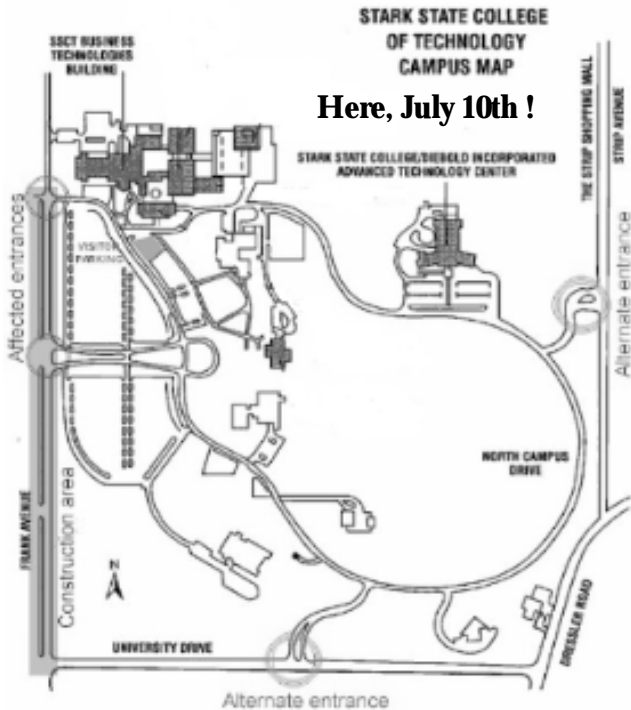 STARK STATE COLLEGE
OF TECHNOLOGY
CAMPUS MAP
SSCT BUSINESS
TECHNOLOGIES
BUILDING
Here, July 10th !
THE STRIP SHOPPING MALL
STRIP AVENUE
STARK STATE COLLEGE/DIEBOLD INCORPORATED
ADVANCED TECHNOLOGY CENTER
VISITOR
PARKING
Affected entrances
Alternate entrance
NORTH CAMPUS
DRIVE
FRANK AVENUE
Construction area
N
DRESSLER ROAD
UNIVERSITY DRIVE
Alternate entrance